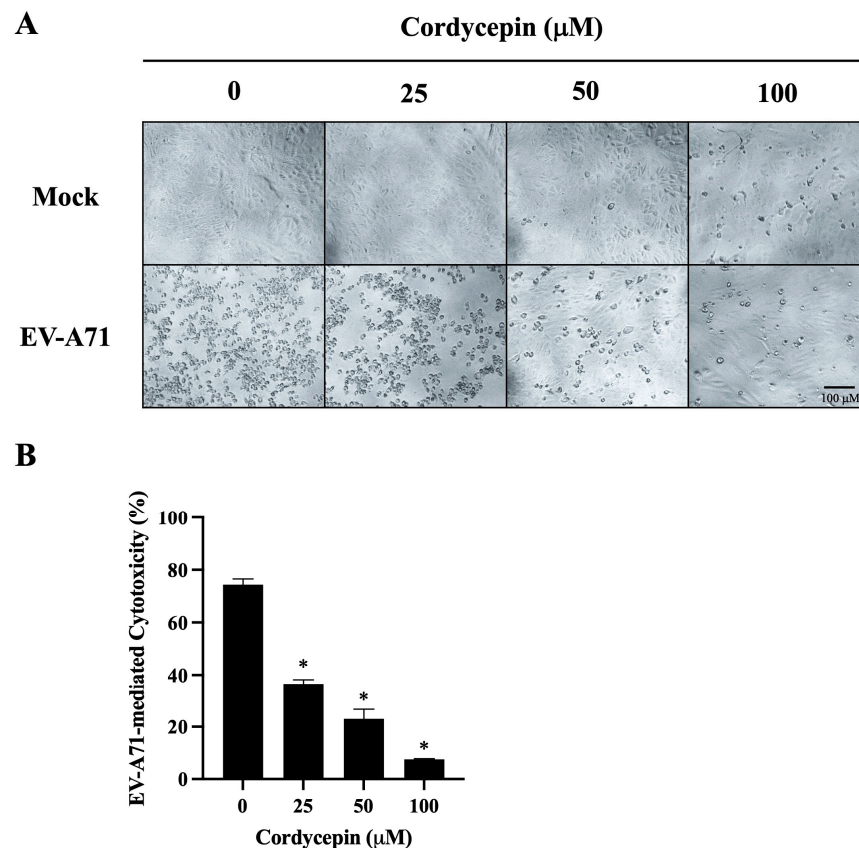 A
Cordycepin (μM)
0 25 50 100
Mock
EV-A71
100 μM
B
EV-A71-mediated Cytotoxicity (%)
100
80
60
40
20
0
*
*
*
0 25 50 100
Cordycepin (μM)